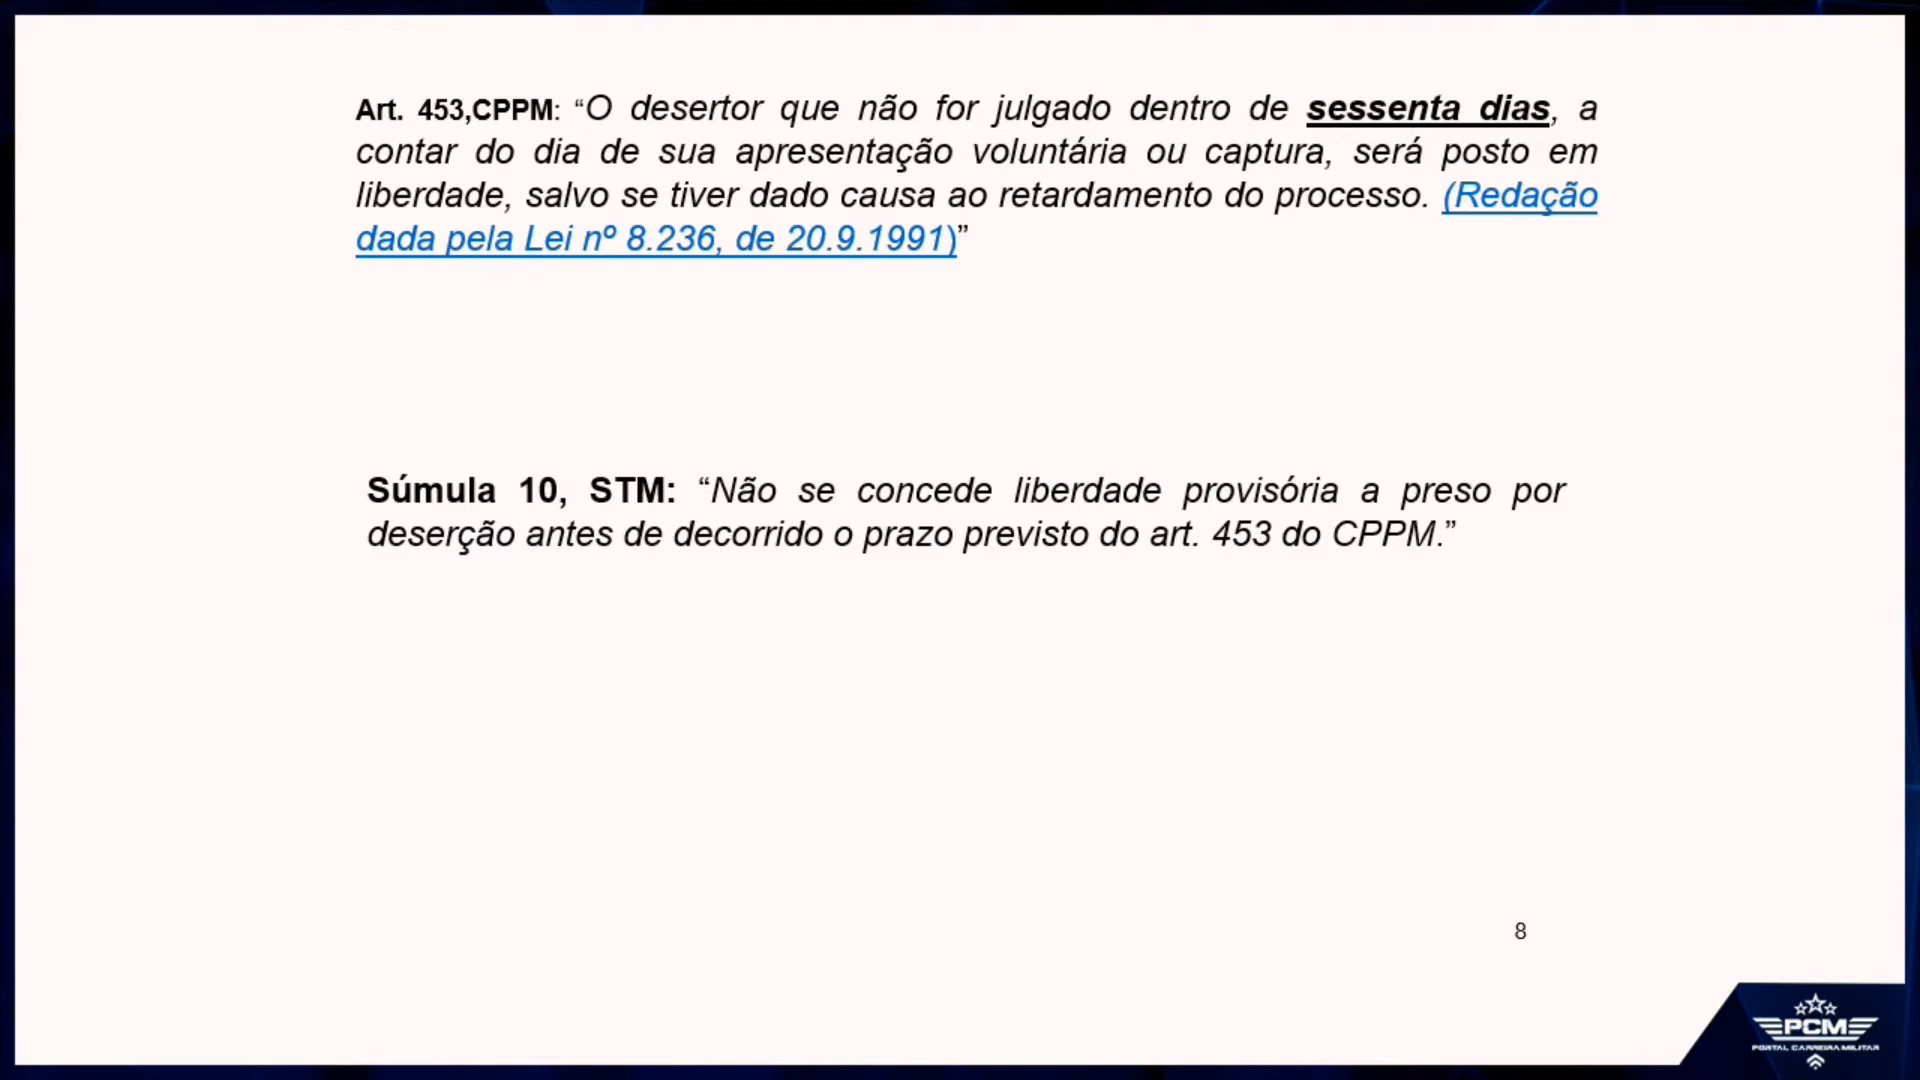 Art. 453,CPPM: “O desertor que não for julgado dentro de sessenta dias, a
contar do dia de sua apresentação voluntária ou captura, será posto em
liberdade, salvo se tiver dado causa ao retardamento do processo. (Redação
dada pela Lei nº 8.236, de 20.9.1991)”
Súmula 10, STM: “Não se concede liberdade provisória a preso por
deserção antes de decorrido o prazo previsto do art. 453 do CPPM.”
8
PCM
PORTAL CARREIRA MILITAR